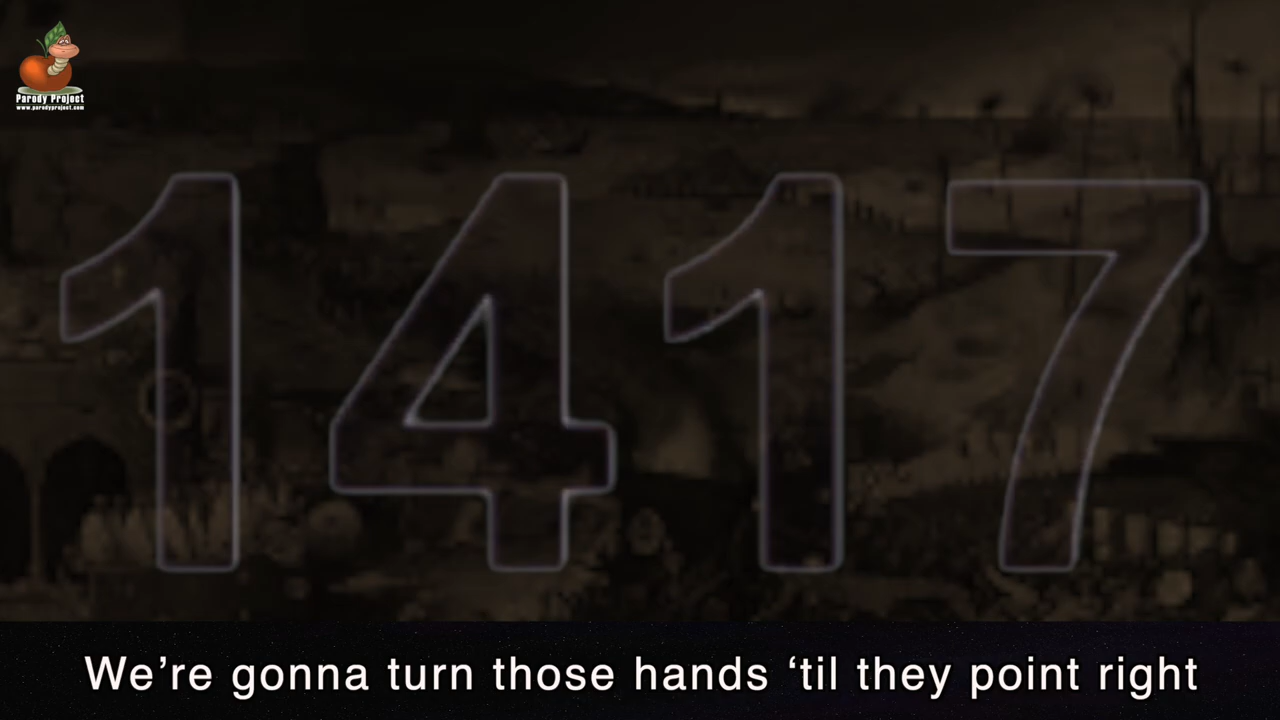 Parody Project
www.parodyproject.com
1417
We’re gonna turn those hands ‘til they point right